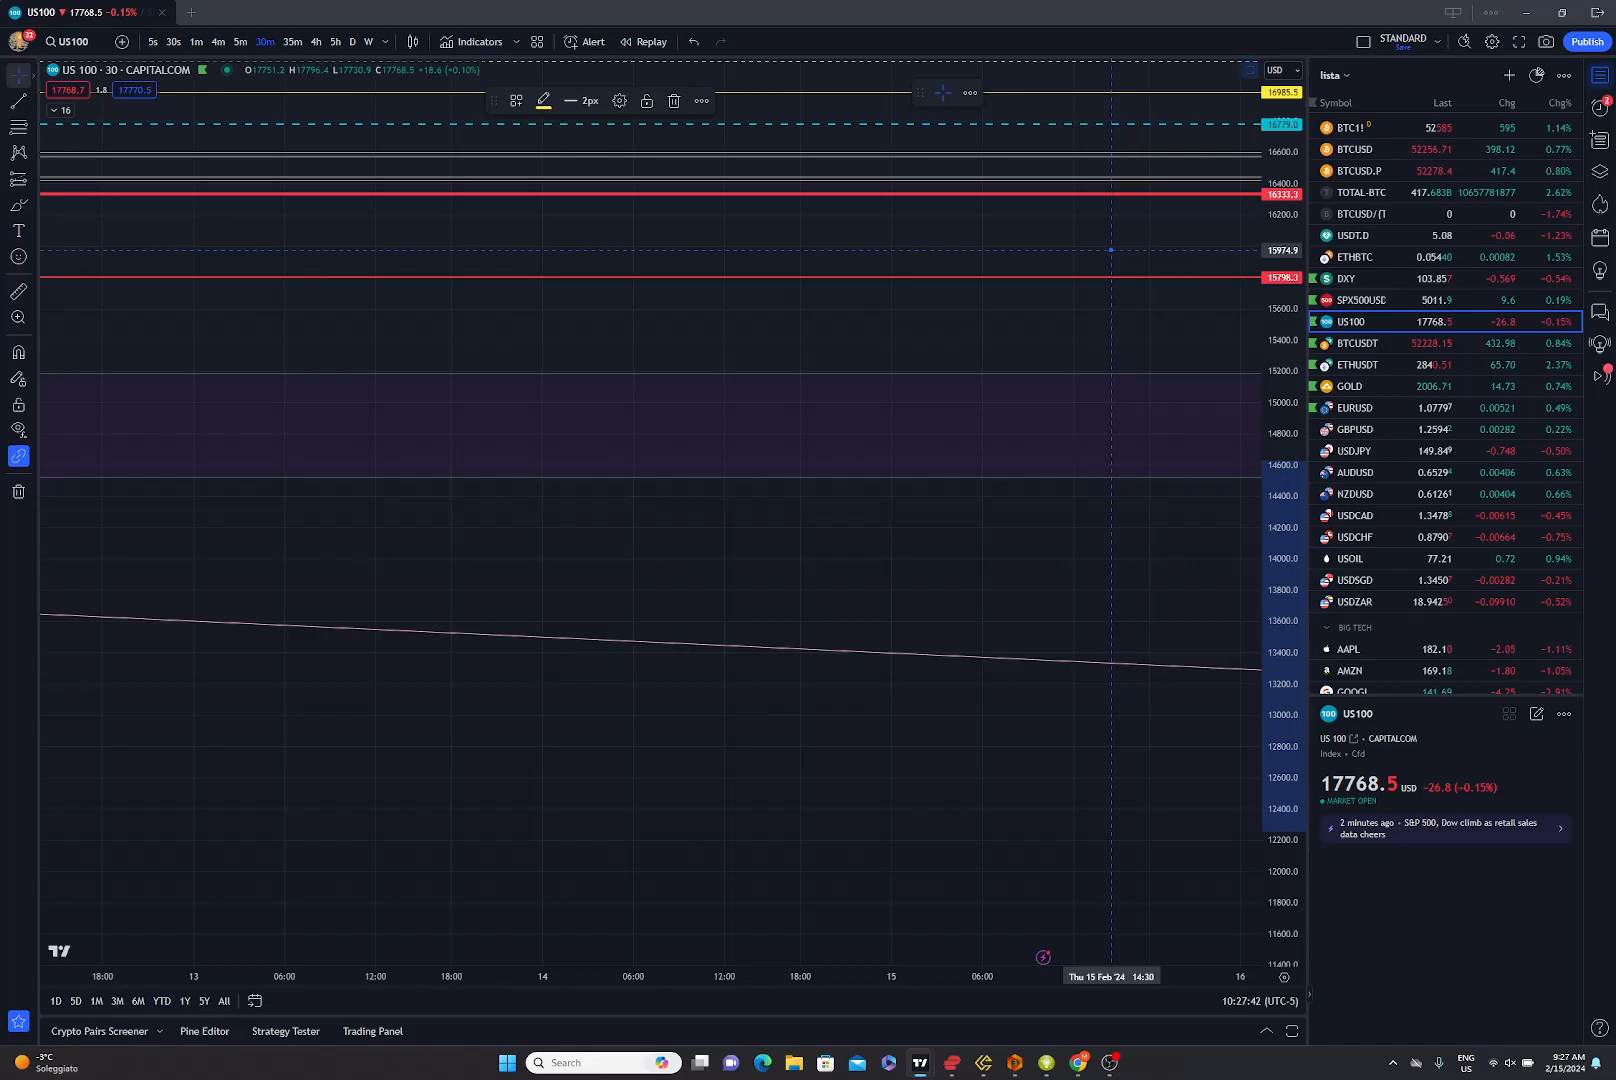 US100 17768.5 −0.15%
32 US100 5s 30s 1m 4m 5m 30m 35m 4h 5h D W Indicators Alert Replay STANDARD Save Publish
US 100 · 30 · CAPITALCOM O17751.2 H17796.4 L17730.9 C17768.5 +18.6 (+0.10%)
17768.7 1.8 17770.5
16
2px
USD
16985.5
16779.0
16600.0
16400.0
16333.3
16200.0
15974.9
15798.3
15600.0
15400.0
15200.0
15000.0
14800.0
14600.0
14400.0
14200.0
14000.0
13800.0
13600.0
13400.0
13200.0
13000.0
12800.0
12600.0
12400.0
12200.0
12000.0
11800.0
11600.0
11400.0
18:00 13 06:00 12:00 18:00 14 06:00 12:00 18:00 15 06:00 Thu 15 Feb '24 14:30 16
1D 5D 1M 3M 6M YTD 1Y 5Y All
10:27:42 (UTC-5)
Crypto Pairs Screener Pine Editor Strategy Tester Trading Panel
lista
Symbol Last Chg Chg%
BTC1! D 52585 595 1.14%
BTCUSD 52256.71 398.12 0.77%
BTCUSD.P 52278.4 417.4 0.80%
TOTAL-BTC 417.683B 10657781877 2.62%
BTCUSD/(T 0 0 −1.74%
USDT.D 5.08 −0.06 −1.23%
ETHBTC 0.05440 0.00082 1.53%
DXY 103.857 −0.569 −0.54%
SPX500USD 5011.9 9.6 0.19%
US100 17768.5 −26.8 −0.15%
BTCUSDT 52228.15 432.98 0.84%
ETHUSDT 2840.51 65.70 2.37%
GOLD 2006.71 14.73 0.74%
EURUSD 1.07797 0.00521 0.49%
GBPUSD 1.25942 0.00282 0.22%
USDJPY 149.849 −0.748 −0.50%
AUDUSD 0.65294 0.00406 0.63%
NZDUSD 0.61261 0.00404 0.66%
USDCAD 1.34788 −0.00615 −0.45%
USDCHF 0.87907 −0.00664 −0.75%
USOIL 77.21 0.72 0.94%
USDSGD 1.34507 −0.00282 −0.21%
USDZAR 18.94250 −0.09910 −0.52%
BIG TECH
AAPL 182.10 −2.05 −1.11%
AMZN 169.18 −1.80 −1.05%
GOOGL 141.69 −4.25 −2.91%
100 US100
US 100 • CAPITALCOM
Index • Cfd
17768.5 USD −26.8 (−0.15%)
MARKET OPEN
2 minutes ago • S&P 500, Dow climb as retail sales
data cheers
2
-3°C
Soleggiato
Search
ENG
US
9:27 AM
2/15/2024